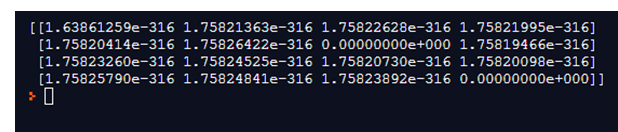 [[1.63861259e-316 1.75821363e-316 1.75822628e-316 1.75821995e-316]
[1.75820414e-316 1.75826422e-316 0.00000000e+000 1.75819466e-316]
[1.75823260e-316 1.75824525e-316 1.75820730e-316 1.75820098e-316]
[1.75825790e-316 1.75824841e-316 1.75823892e-316 0.00000000e+000]]
>